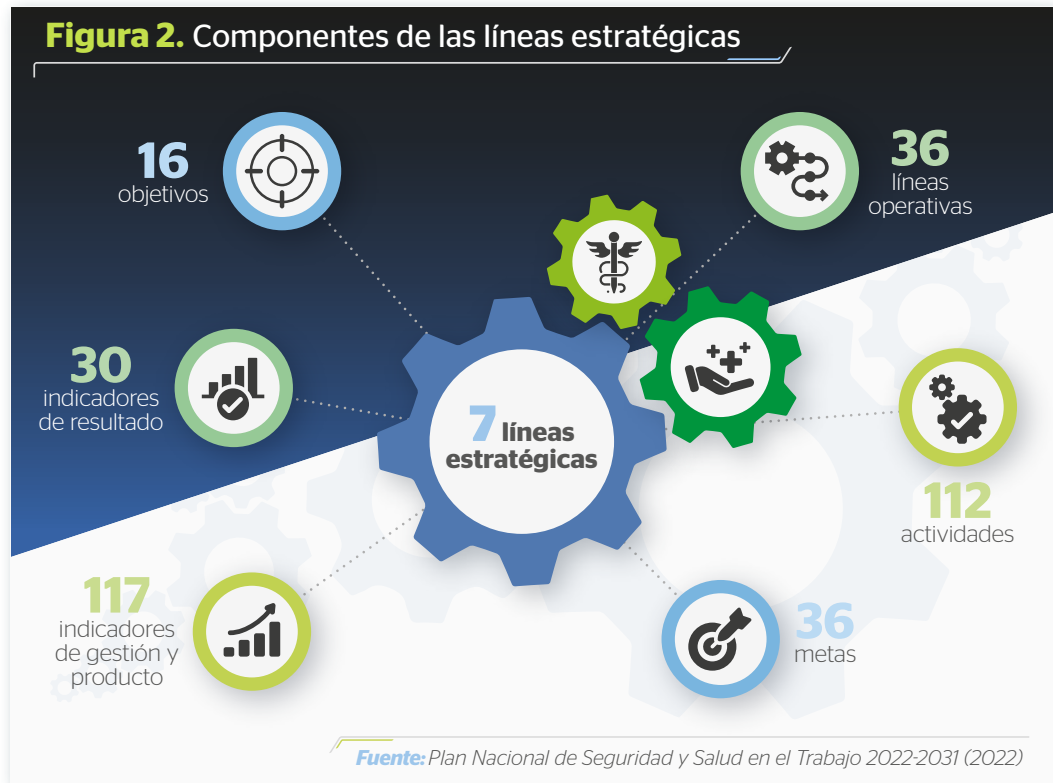 Figura 2. Componentes de las líneas estratégicas
16
objetivos
36
líneas
operativas
30
indicadores
de resultado
7 líneas
estratégicas
112
actividades
117
indicadores
de gestión y
producto
36
metas
Fuente: Plan Nacional de Seguridad y Salud en el Trabajo 2022-2031 (2022)